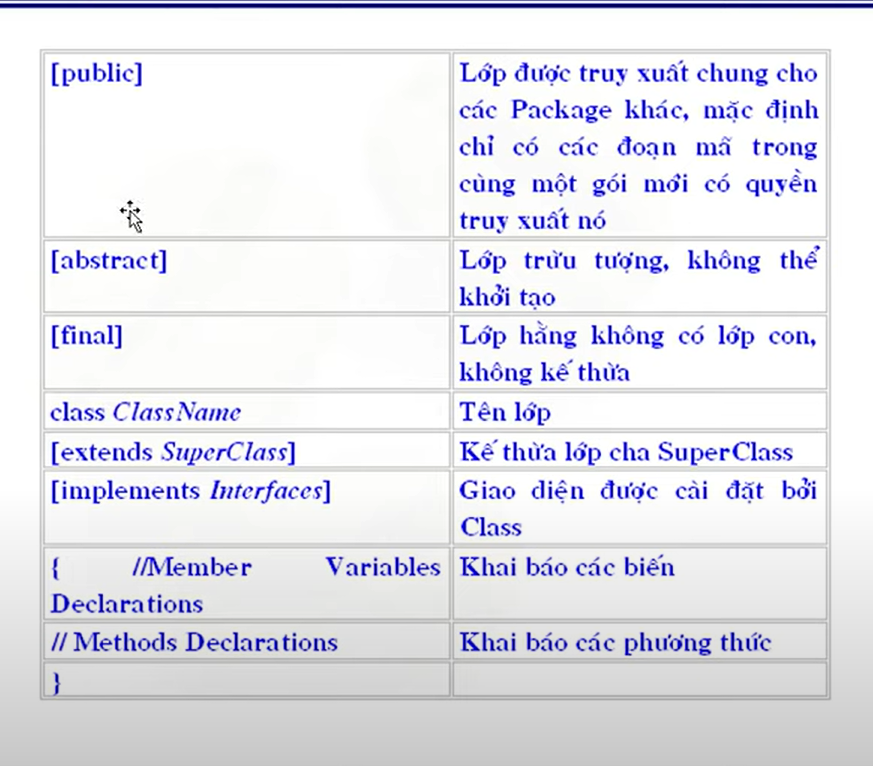 [public]
Lớp được truy xuất chung cho
các Package khác, mặc định
chỉ có các đoạn mã trong
cùng một gói mới có quyền
truy xuất nó
[abstract]
Lớp trừu tượng, không thể
khởi tạo
[final]
Lớp hằng không có lớp con,
không kế thừa
class ClassName
Tên lớp
[extends SuperClass]
Kế thừa lớp cha SuperClass
[implements Interfaces]
Giao diện được cài đặt bởi
Class
{ //Member Variables
Declarations
Khai báo các biến
// Methods Declarations
Khai báo các phương thức
}